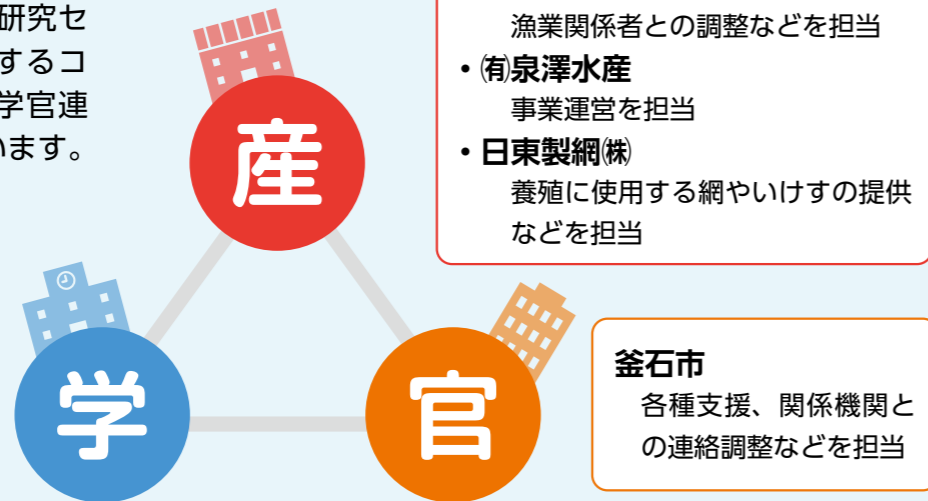 研究セ
するコ
学官連
います。
産
学
官
漁業関係者との調整などを担当
・㈲泉澤水産
事業運営を担当
・日東製網㈱
養殖に使用する網やいけすの提供
などを担当
釜石市
各種支援、関係機関と
の連絡調整などを担当